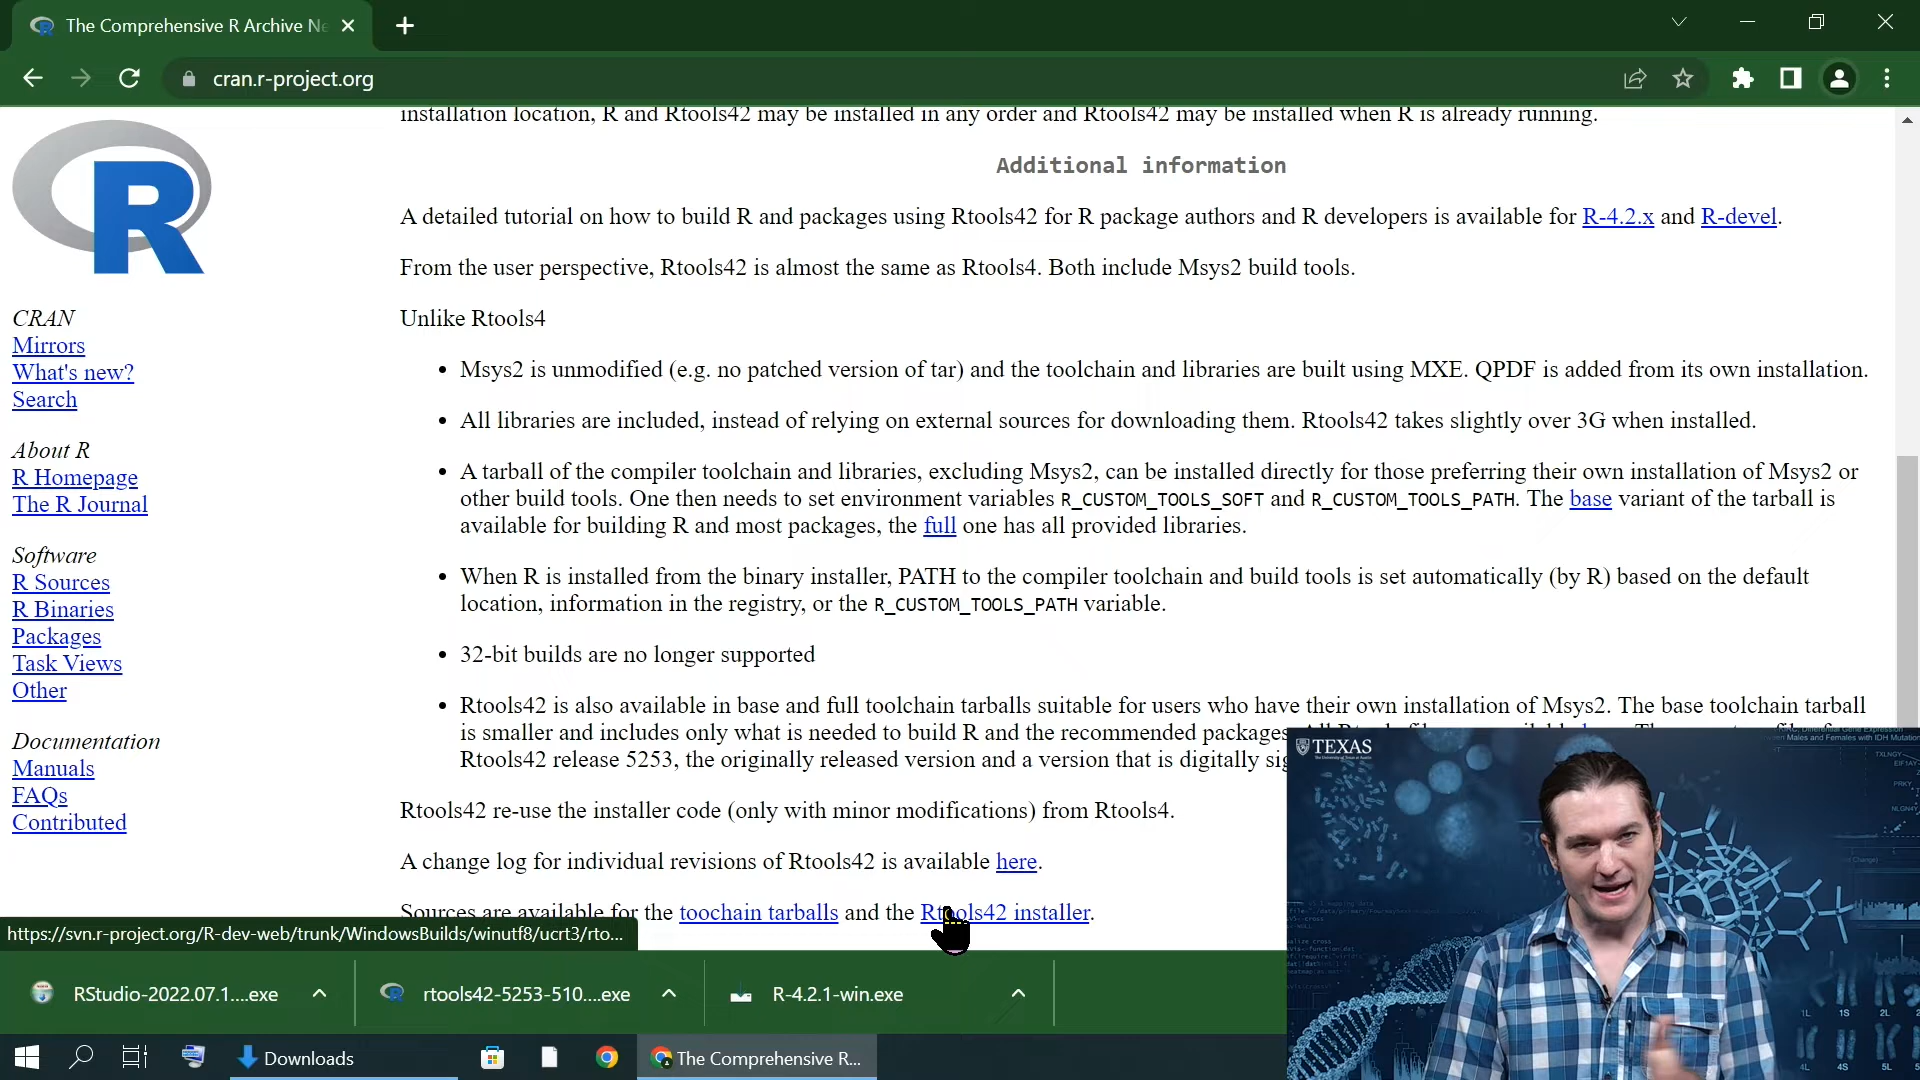 The Comprehensive R Archive Ne
cran.r-project.org
installation location, R and Rtools42 may be installed in any order and Rtools42 may be installed when R is already running.
Additional information
A detailed tutorial on how to build R and packages using Rtools42 for R package authors and R developers is available for R-4.2.x and R-devel.
From the user perspective, Rtools42 is almost the same as Rtools4. Both include Msys2 build tools.
Unlike Rtools4
• Msys2 is unmodified (e.g. no patched version of tar) and the toolchain and libraries are built using MXE. QPDF is added from its own installation.
• All libraries are included, instead of relying on external sources for downloading them. Rtools42 takes slightly over 3G when installed.
• A tarball of the compiler toolchain and libraries, excluding Msys2, can be installed directly for those preferring their own installation of Msys2 or
other build tools. One then needs to set environment variables R_CUSTOM_TOOLS_SOFT and R_CUSTOM_TOOLS_PATH. The base variant of the tarball is
available for building R and most packages, the full one has all provided libraries.
• When R is installed from the binary installer, PATH to the compiler toolchain and build tools is set automatically (by R) based on the default
location, information in the registry, or the R_CUSTOM_TOOLS_PATH variable.
• 32-bit builds are no longer supported
• Rtools42 is also available in base and full toolchain tarballs suitable for users who have their own installation of Msys2. The base toolchain tarball
is smaller and includes only what is needed to build R and the recommended packages
Rtools42 release 5253, the originally released version and a version that is digitally sig
Rtools42 re-use the installer code (only with minor modifications) from Rtools4.
A change log for individual revisions of Rtools42 is available here.
Sources are available for the toochain tarballs and the Rtools42 installer.
R
CRAN
Mirrors
What's new?
Search
About R
R Homepage
The R Journal
Software
R Sources
R Binaries
Packages
Task Views
Other
Documentation
Manuals
FAQs
Contributed
https://svn.r-project.org/R-dev-web/trunk/WindowsBuilds/winutf8/ucrt3/rto...
TEXAS
The University of Texas at Austin
Males and Females with IDH Mutation
RStudio-2022.07.1....exe
rtools42-5253-510....exe
R-4.2.1-win.exe
Downloads
The Comprehensive R...